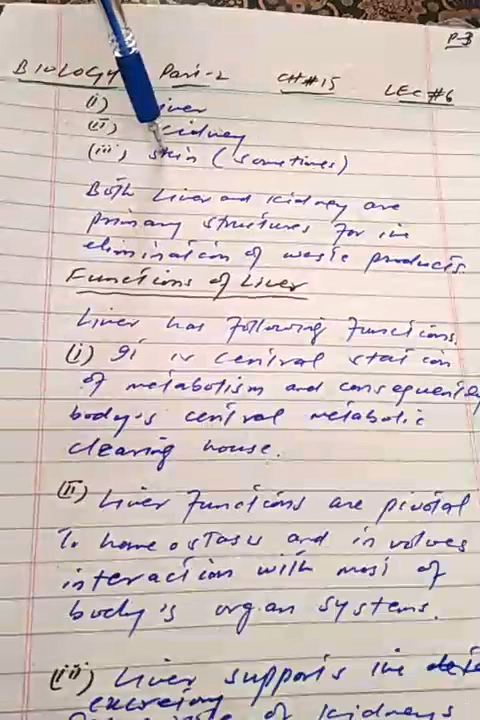 P-3
BIOLOGY Part-2 CH#15 LEC#6
(i) Liver
(ii) Kidney
(iii) Skin (sometimes)
Both Liver and Kidney are
primary structures for the
elimination of waste products
Functions of Liver
Liver has following functions.
(i) It is central station
of metabolism and consequently
body's central metabolic
clearing house.
(ii) Liver functions are pivotal
To homeostasis and involves
interaction with most of
body's organ systems.
(iii) Liver supports the
excretory
of kidneys